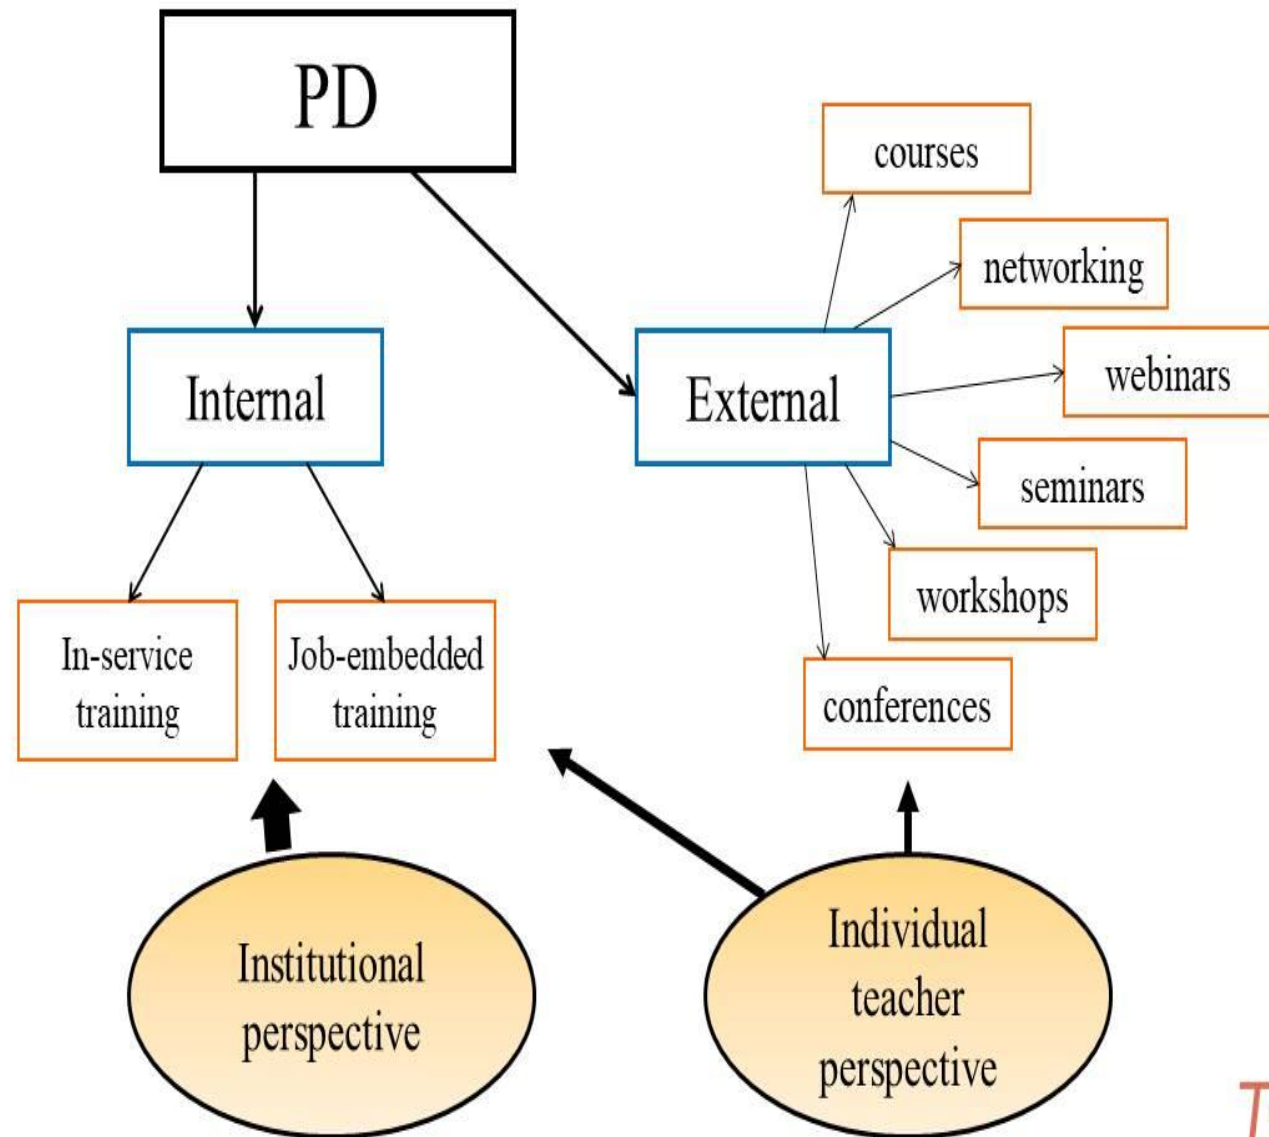 PD
courses
networking
Internal
External
webinars
seminars
workshops
In-service
training
Job-embedded
training
conferences
Institutional
perspective
Individual
teacher
perspective